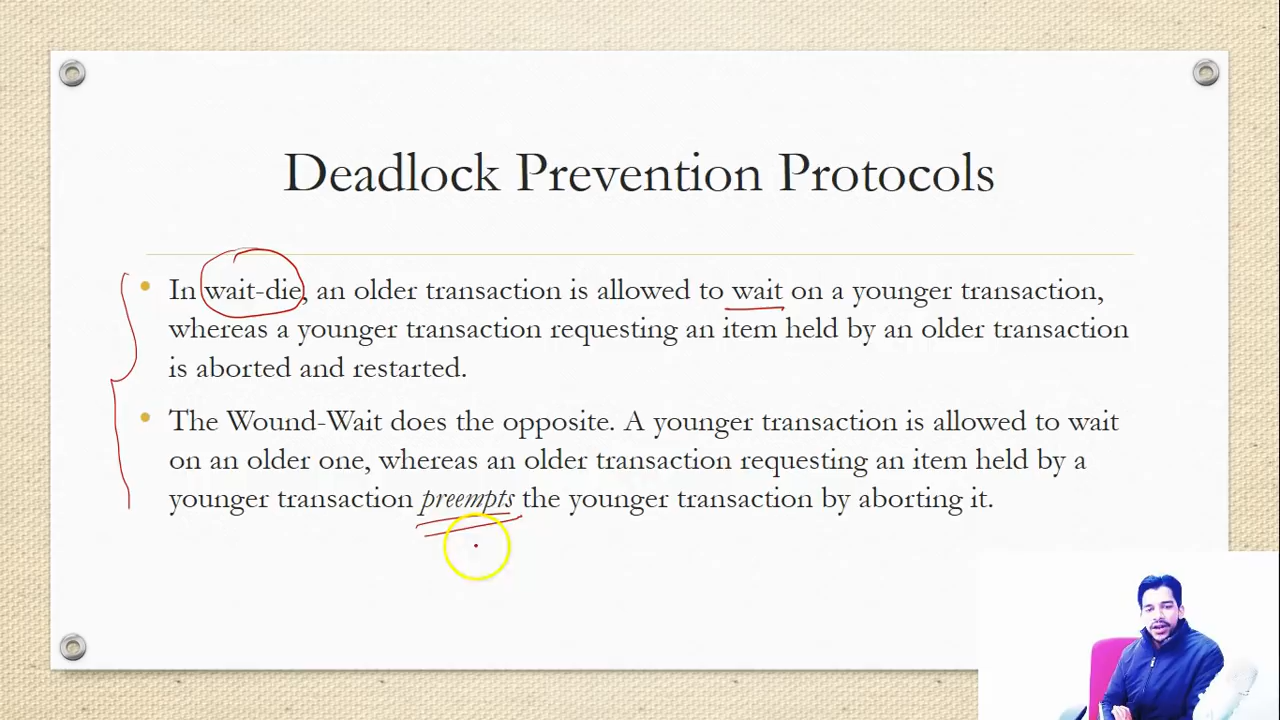 Deadlock Prevention Protocols
• In wait-die, an older transaction is allowed to wait on a younger transaction,
whereas a younger transaction requesting an item held by an older transaction
is aborted and restarted.
• The Wound-Wait does the opposite. A younger transaction is allowed to wait
on an older one, whereas an older transaction requesting an item held by a
younger transaction preempts the younger transaction by aborting it.